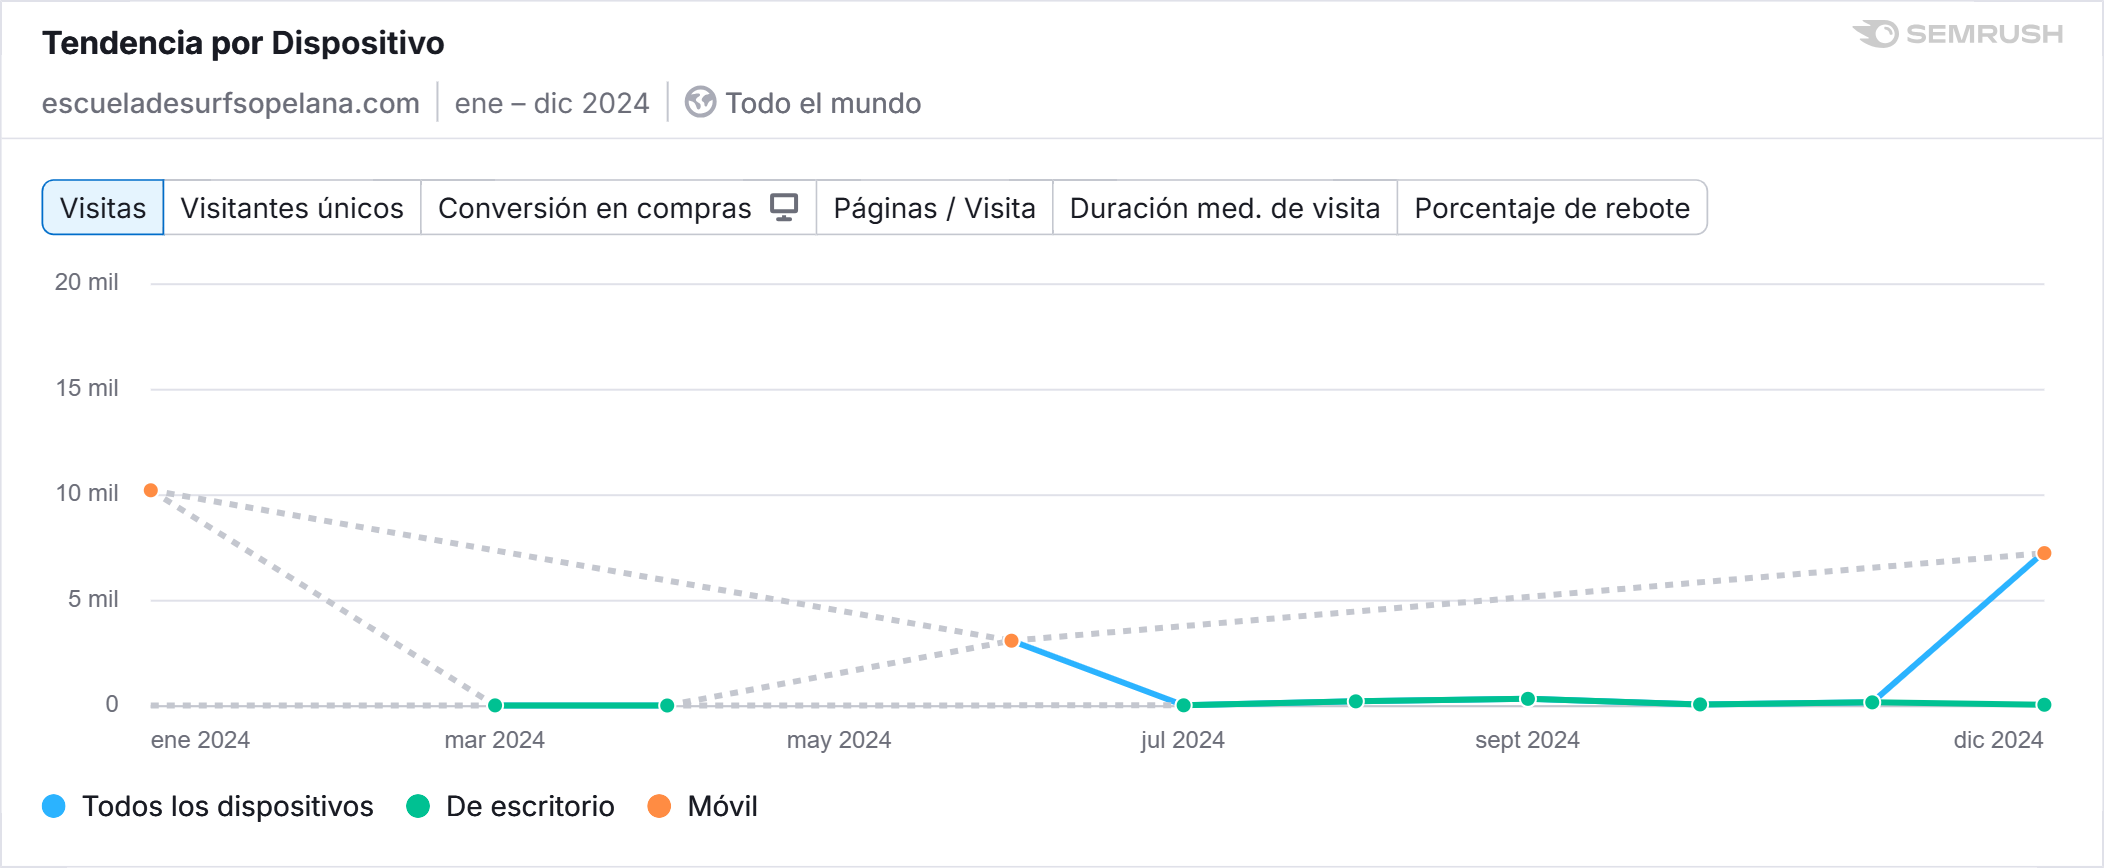 Tendencia por Dispositivo
SEMRUSH
escueladesurfsopelana.com ene – dic 2024 Todo el mundo
Visitas Visitantes únicos Conversión en compras Páginas / Visita Duración med. de visita Porcentaje de rebote
20 mil
15 mil
10 mil
5 mil
0
ene 2024 mar 2024 may 2024 jul 2024 sept 2024 dic 2024
Todos los dispositivos De escritorio Móvil